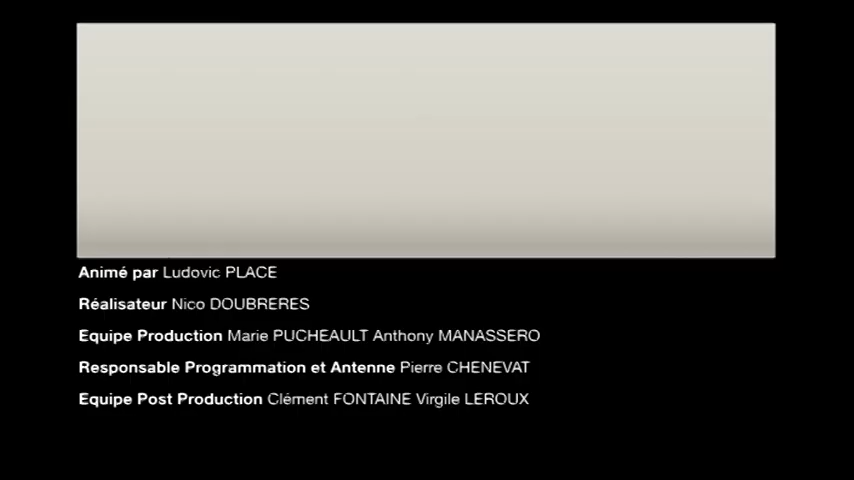 Animé par Ludovic PLACE
Réalisateur Nico DOUBRERES
Equipe Production Marie PUCHEAULT Anthony MANASSERO
Responsable Programmation et Antenne Pierre CHENEVAT
Equipe Post Production Clément FONTAINE Virgile LEROUX